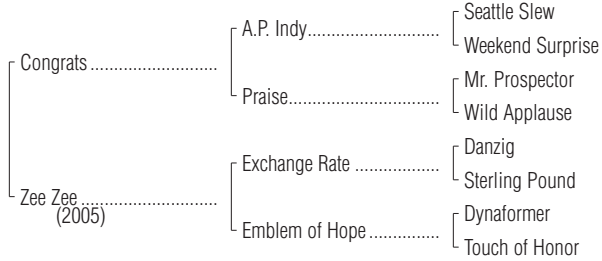 Seattle Slew
A.P. Indy
Weekend Surprise
Congrats
Mr. Prospector
Praise
Wild Applause
Danzig
Exchange Rate
Sterling Pound
Zee Zee
(2005)
Dynaformer
Emblem of Hope
Touch of Honor